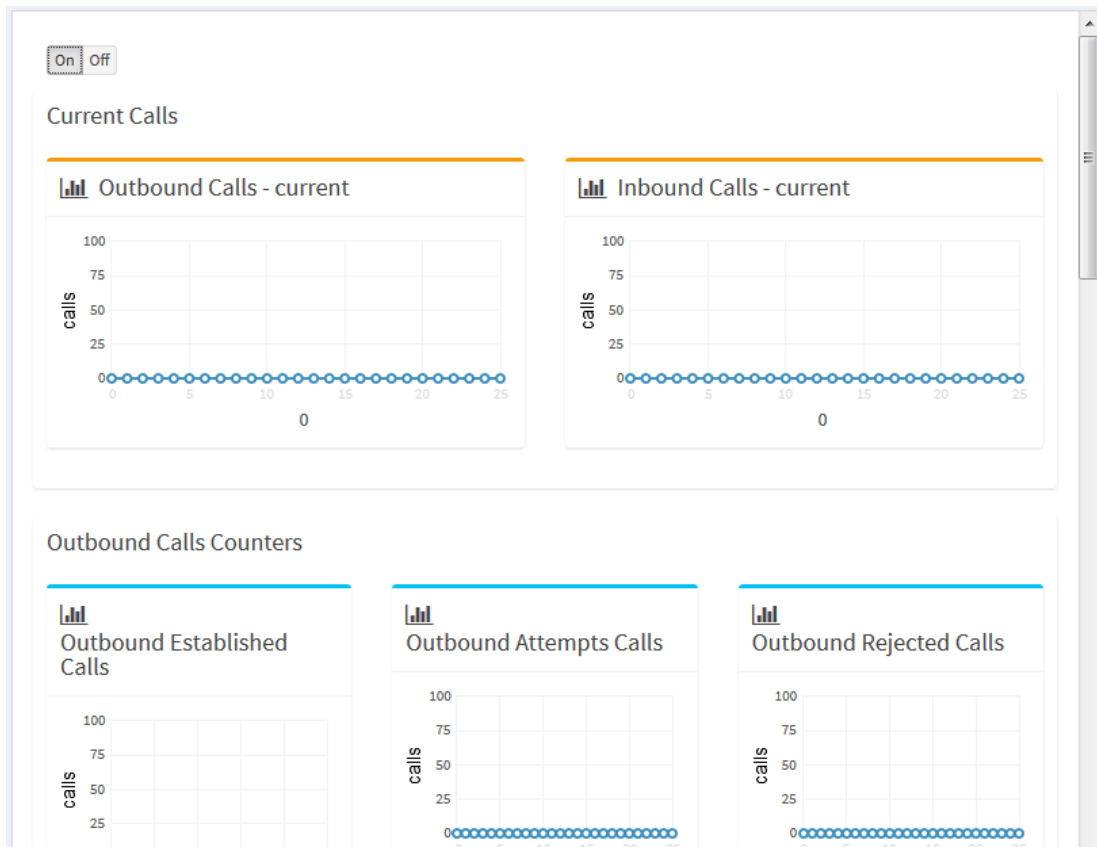 On Off
Current Calls
Outbound Calls - current
Inbound Calls - current
100
75
50
25
0
calls
0 5 10 15 20 25
0
100
75
50
25
0
calls
0 5 10 15 20 25
0
Outbound Calls Counters
Outbound Established
Calls
Outbound Attempts Calls
Outbound Rejected Calls
100
75
50
25
calls
100
75
50
25
0
calls
100
75
50
25
0
calls